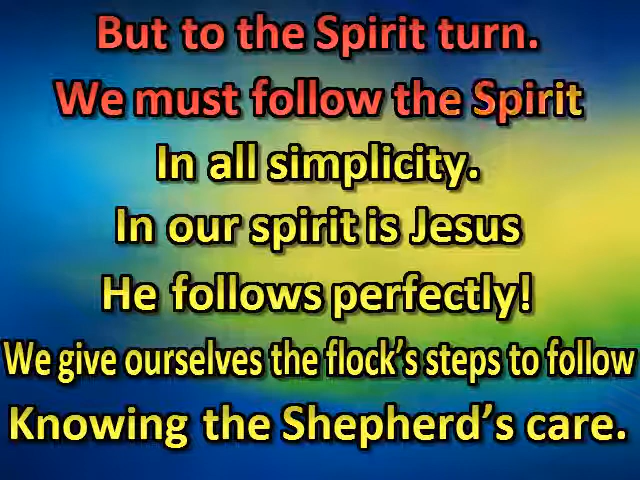 But to the Spirit turn.
We must follow the Spirit
In all simplicity.
In our spirit is Jesus
He follows perfectly!
We give ourselves the flock's steps to follow
Knowing the Shepherd's care.